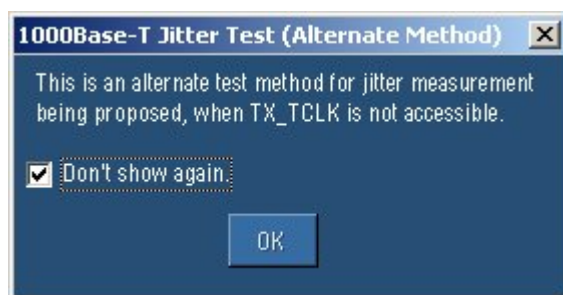 1000Base-T Jitter Test (Alternate Method)
This is an alternate test method for jitter measurement
being proposed, when TX_TCLK is not accessible.
Don't show again.
OK